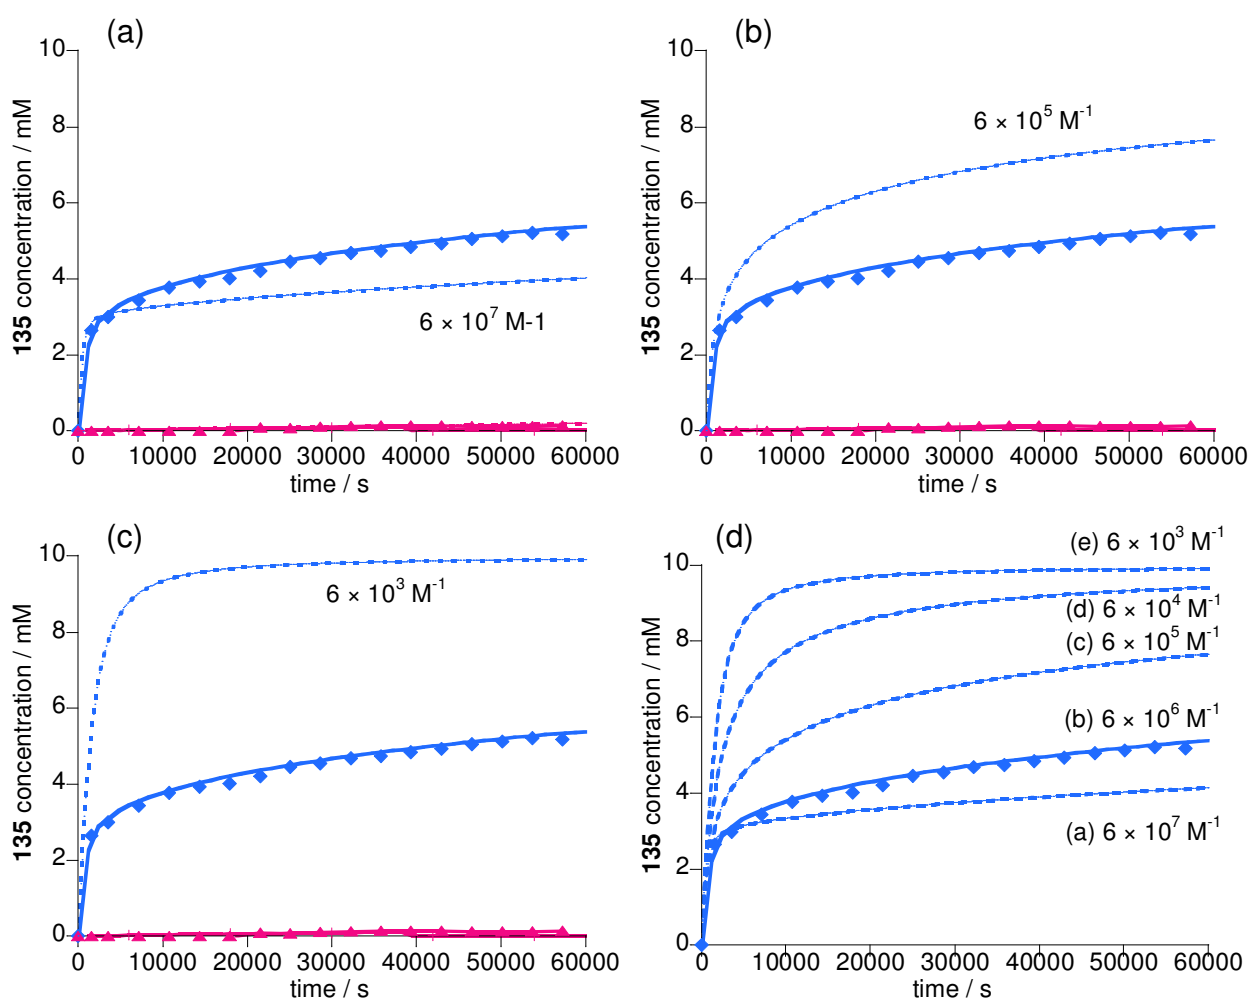 (a)
10
8
6
4
2
0
135 concentration / mM
6 × 10⁷ M-1
0 10000 20000 30000 40000 50000 60000
time / s
(b)
10
8
6
4
2
0
135 concentration / mM
6 × 10⁵ M⁻¹
0 10000 20000 30000 40000 50000 60000
time / s
(c)
10
8
6
4
2
0
135 concentration / mM
6 × 10³ M⁻¹
0 10000 20000 30000 40000 50000 60000
time / s
(d)
10
8
6
4
2
0
135 concentration / mM
(e) 6 × 10³ M⁻¹
(d) 6 × 10⁴ M⁻¹
(c) 6 × 10⁵ M⁻¹
(b) 6 × 10⁶ M⁻¹
(a) 6 × 10⁷ M⁻¹
0 10000 20000 30000 40000 50000 60000
time / s